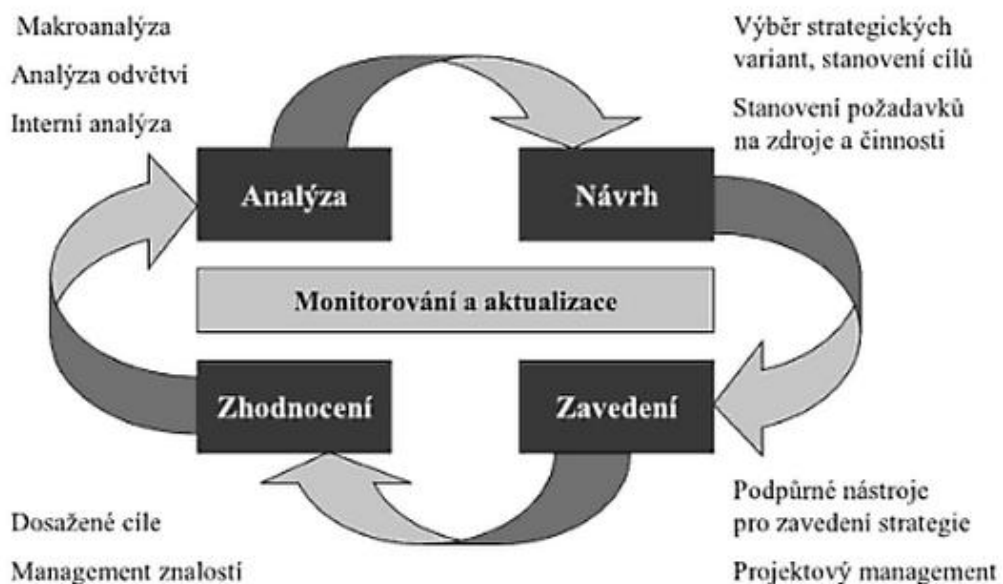 Makroanalýza
Analýza odvětví
Interní analýza
Výběr strategických
variant, stanovení cílů
Stanovení požadavků
na zdroje a činnosti
Analýza
Návrh
Monitorování a aktualizace
Zhodnocení
Zavedení
Dosažené cíle
Management znalostí
Podpůrné nástroje
pro zavedení strategie
Projektový management